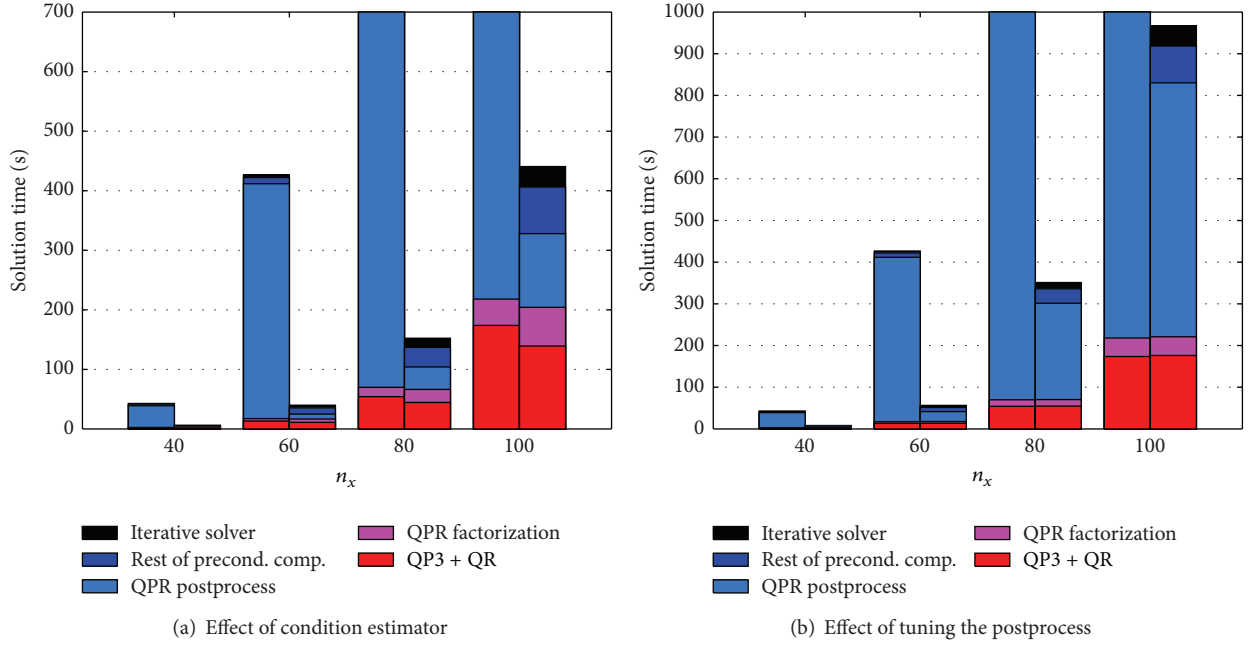 700
600
500
400
300
200
100
0
Solution time (s)
40
60
80
100
n_x
Iterative solver
Rest of precond. comp.
QPR postprocess
QPR factorization
QP3 + QR
(a) Effect of condition estimator
1000
900
800
700
600
500
400
300
200
100
0
Solution time (s)
40
60
80
100
n_x
Iterative solver
Rest of precond. comp.
QPR postprocess
QPR factorization
QP3 + QR
(b) Effect of tuning the postprocess